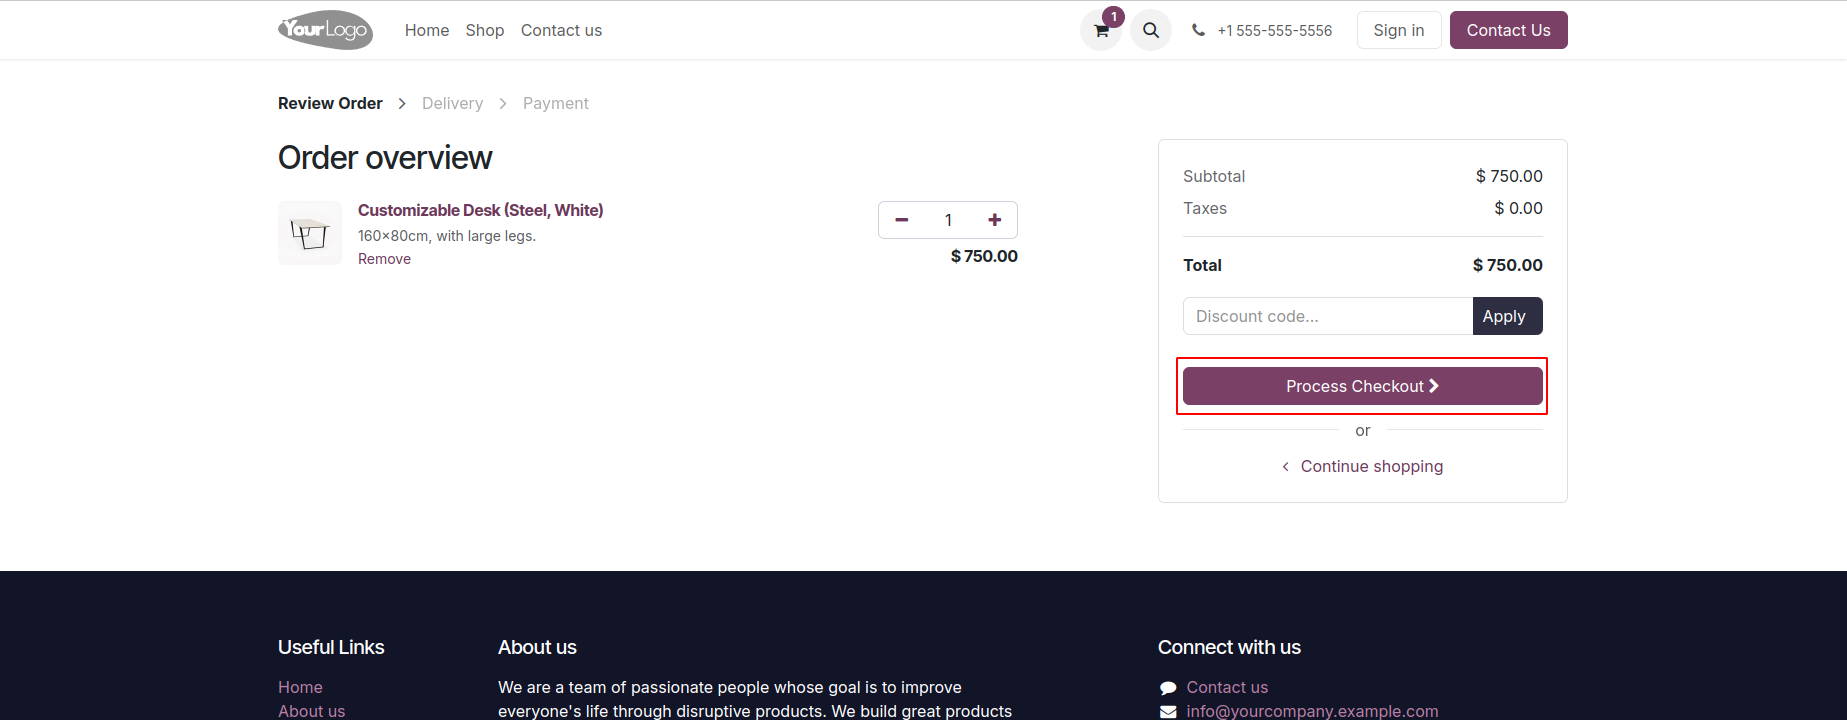 YourLogo
Home
Shop
Contact us
1
+1 555-555-5556
Sign in
Contact Us
Review Order
Delivery
Payment
Order overview
Customizable Desk (Steel, White)
160x80cm, with large legs.
Remove
1
$ 750.00
Subtotal
$ 750.00
Taxes
$ 0.00
Total
$ 750.00
Discount code...
Apply
Process Checkout
or
Continue shopping
Useful Links
Home
About us
About us
We are a team of passionate people whose goal is to improve
everyone's life through disruptive products. We build great products
Connect with us
Contact us
info@yourcompany.example.com